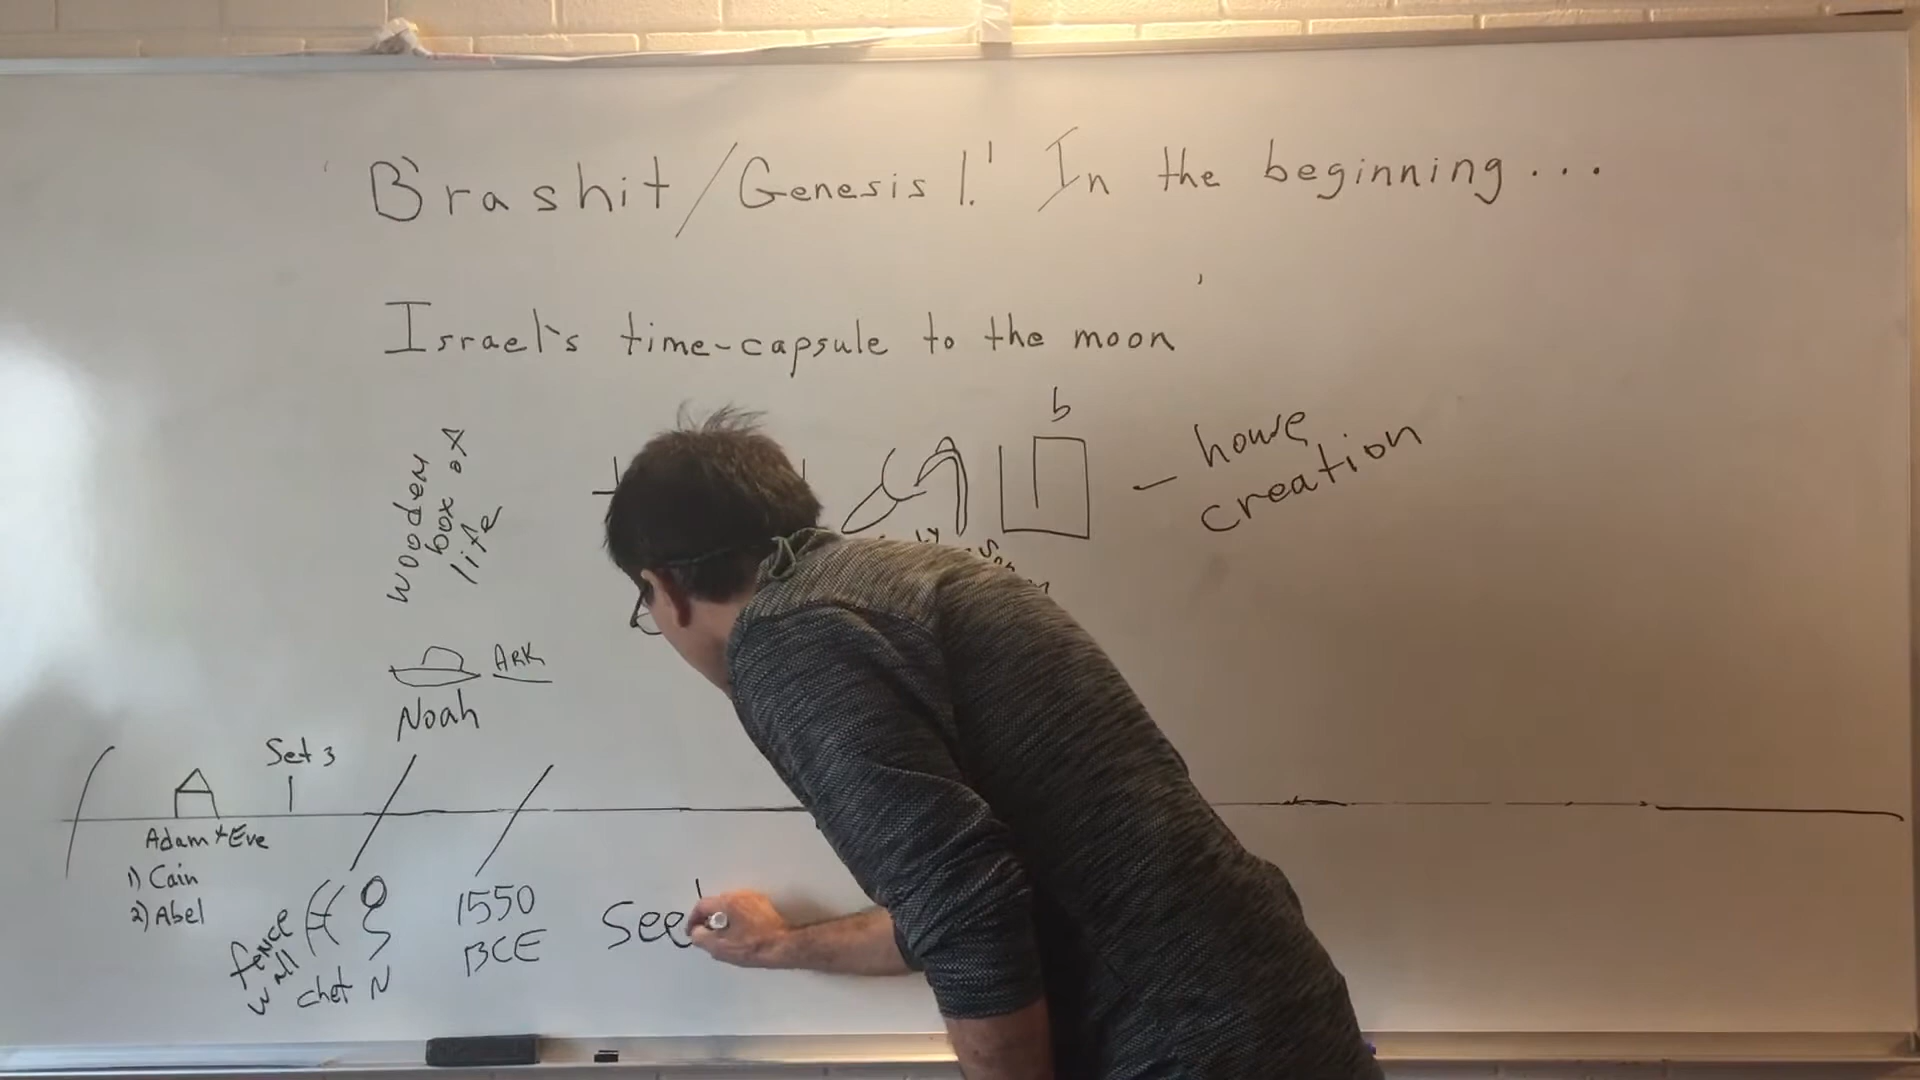 B'rashit/Genesis 1:1 In the beginning...
Israel's time-capsule to the moon
b
house
creation
wooden
box of
life
ARK
Noah
Set 3
Adam + Eve
1) Cain
2) Abel
fence
wall
chet N
1550
BCE
See